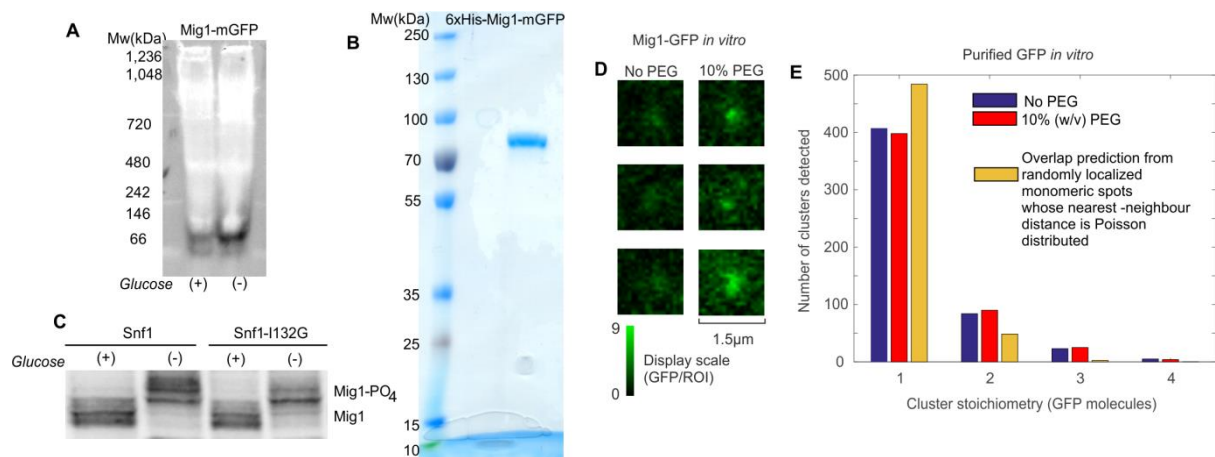 A
Mig1-mGFP
Mw(kDa)
1,236
1,048
720
480
242
146
66
Glucose (+) (-)
B
Mw(kDa) 6xHis-Mig1-mGFP
250
130
100
70
55
35
25
15
10
C
Snf1 Snf1-I132G
Glucose (+) (-) (+) (-)
Mig1-PO4
Mig1
D
Mig1-GFP in vitro
No PEG 10% PEG
1.5µm
9
0
Display scale
(GFP/ROI)
E
Purified GFP in vitro
Number of clusters detected
500
400
300
200
100
0
1 2 3 4
Cluster stoichiometry (GFP molecules)
No PEG
10% (w/v) PEG
Overlap prediction from
randomly localized
monomeric spots
whose nearest -neighbour
distance is Poisson
distributed